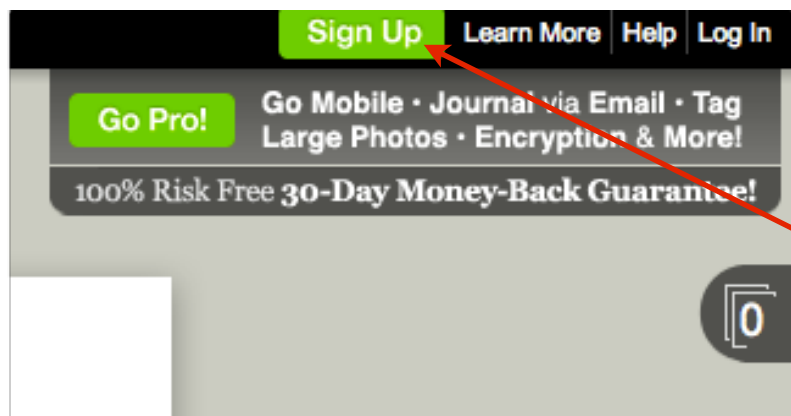 Sign Up Learn More Help Log In
Go Pro!
Go Mobile · Journal via Email · Tag
Large Photos · Encryption & More!
100% Risk Free 30-Day Money-Back Guarantee!
0